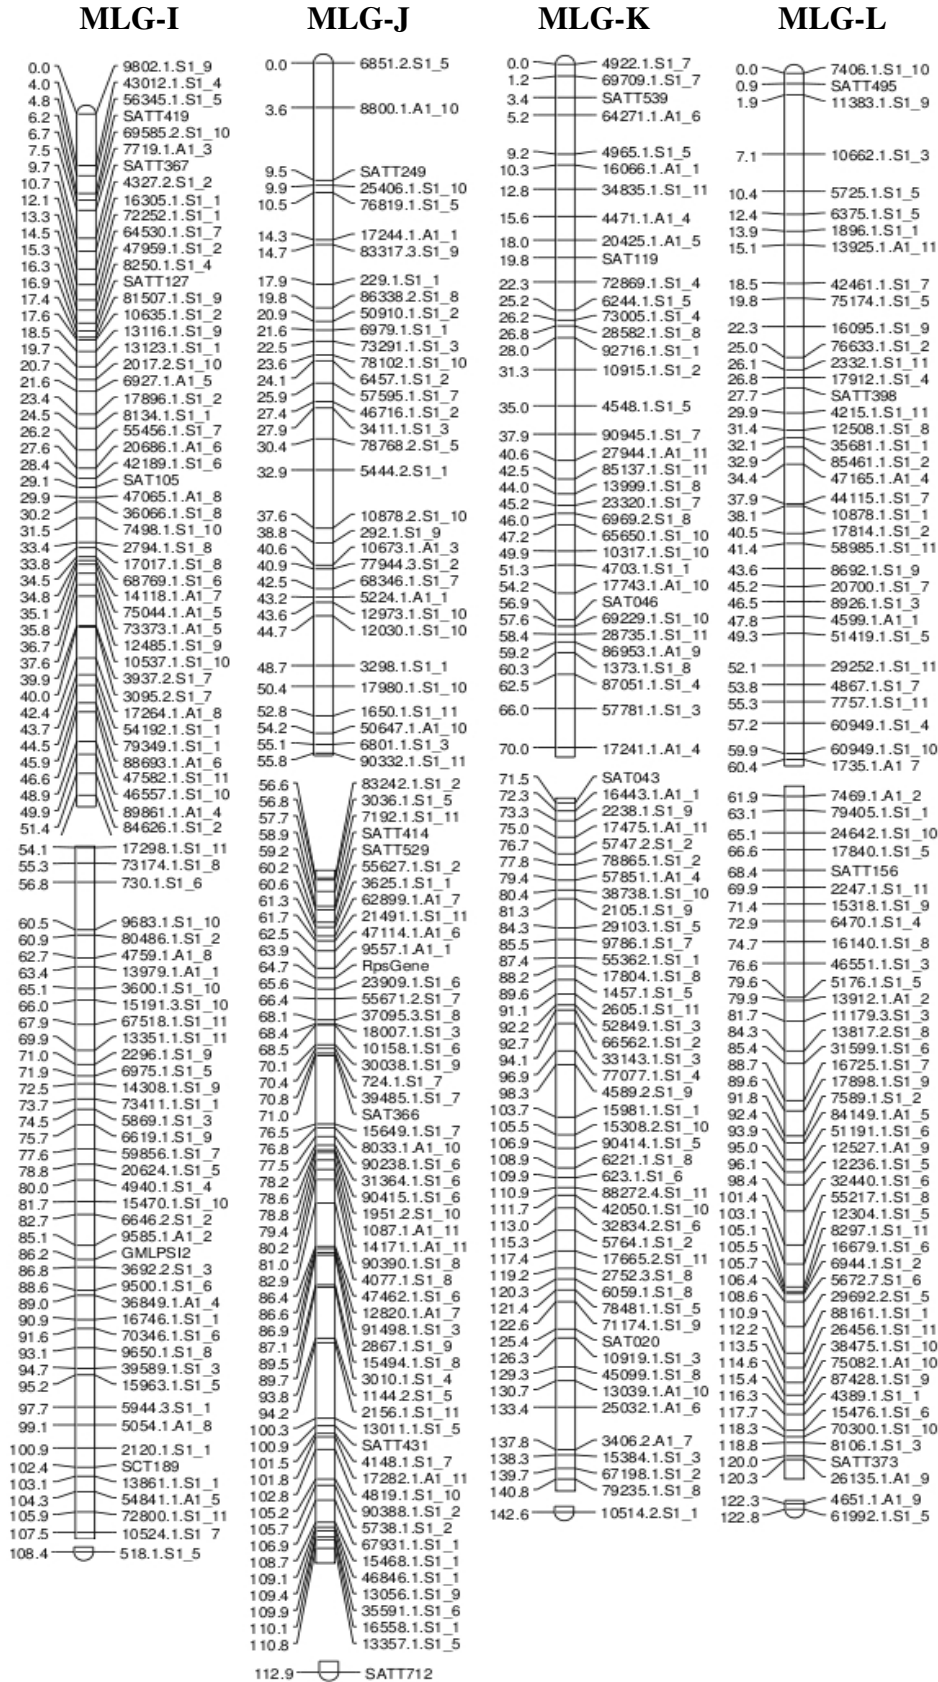 MLG-I
0.0 9802.1.S1_9
4.0 43012.1.S1_4
4.8 56345.1.S1_5
6.2 SATT419
6.7 69585.2.S1_10
7.5 7719.1.A1_3
9.7 SATT367
10.7 4327.2.S1_2
12.1 16305.1.S1_1
13.3 72252.1.S1_1
14.5 64530.1.S1_7
15.3 47959.1.S1_2
16.3 8250.1.S1_4
16.9 SATT127
17.4 81507.1.S1_9
17.6 10635.1.S1_2
18.5 13116.1.S1_9
19.7 13123.1.S1_1
20.7 2017.2.S1_10
21.6 6927.1.A1_5
23.4 17896.1.S1_2
24.5 8134.1.S1_1
26.2 55456.1.S1_7
27.6 20686.1.A1_6
28.4 42189.1.S1_6
29.1 SAT105
29.9 47065.1.A1_8
30.2 36066.1.S1_8
31.5 7498.1.S1_10
33.4 2794.1.S1_8
33.8 17017.1.S1_8
34.5 68769.1.S1_6
34.8 14118.1.A1_7
35.1 75044.1.A1_5
35.8 73373.1.A1_5
36.7 12485.1.S1_9
37.6 10537.1.S1_10
39.9 3937.2.S1_7
40.0 3095.2.S1_7
42.4 17264.1.A1_8
43.7 54192.1.S1_1
44.5 79349.1.S1_1
45.9 88693.1.A1_6
46.6 47582.1.S1_11
48.9 46557.1.S1_10
49.9 89861.1.A1_4
51.4 84626.1.S1_2
54.1 17298.1.S1_11
55.3 73174.1.S1_8
56.8 730.1.S1_6
60.5 9683.1.S1_10
60.9 80486.1.S1_2
62.7 4759.1.A1_8
63.4 13979.1.A1_1
65.1 3600.1.S1_10
66.0 15191.3.S1_10
67.9 67518.1.S1_11
69.9 13351.1.S1_11
71.0 2296.1.S1_9
71.9 6975.1.S1_5
72.5 14308.1.S1_9
73.7 73411.1.S1_1
74.5 5869.1.S1_3
75.7 6619.1.S1_9
77.6 59856.1.S1_7
78.8 20624.1.S1_5
80.0 4940.1.S1_4
81.7 15470.1.S1_10
82.7 6646.2.S1_2
85.1 9585.1.A1_2
86.2 GMLPSI2
86.8 3692.2.S1_3
88.6 9500.1.S1_6
89.0 36849.1.A1_4
90.9 16746.1.S1_1
91.6 70346.1.S1_6
93.1 9650.1.S1_8
94.7 39589.1.S1_3
95.2 15963.1.S1_5
97.7 5944.3.S1_1
99.1 5054.1.A1_8
100.9 2120.1.S1_1
102.4 SCT189
103.1 13861.1.S1_1
104.3 54841.1.A1_5
105.9 72800.1.S1_11
107.5 10524.1.S1_7
108.4 518.1.S1_5
MLG-J
0.0 6851.2.S1_5
3.6 8800.1.A1_10
9.5 SATT249
9.9 25406.1.S1_10
10.5 76819.1.S1_5
14.3 17244.1.A1_1
14.7 83317.3.S1_9
17.9 229.1.S1_1
19.8 86338.2.S1_8
20.9 50910.1.S1_2
21.6 6979.1.S1_1
22.5 73291.1.S1_3
23.6 78102.1.S1_10
24.1 6457.1.S1_2
25.9 57595.1.S1_7
27.4 46716.1.S1_2
27.9 3411.1.S1_3
30.4 78768.2.S1_5
32.9 5444.2.S1_1
37.6 10878.2.S1_10
38.8 292.1.S1_9
40.6 10673.1.A1_3
40.9 77944.3.S1_2
42.5 68346.1.S1_7
43.2 5224.1.A1_1
43.6 12973.1.S1_10
44.7 12030.1.S1_10
48.7 3298.1.S1_1
50.4 17980.1.S1_10
52.8 1650.1.S1_11
54.2 50647.1.A1_10
55.1 6801.1.S1_3
55.8 90332.1.S1_11
56.6 83242.1.S1_2
56.8 3036.1.S1_5
57.7 7192.1.S1_11
58.9 SATT414
59.2 SATT529
60.2 55627.1.S1_2
60.6 3625.1.S1_1
61.3 62899.1.A1_7
61.7 21491.1.S1_11
62.5 47114.1.A1_6
63.9 9557.1.A1_1
64.7 RpsGene
65.6 23909.1.S1_6
66.4 55671.2.S1_7
68.1 37095.3.S1_8
68.4 18007.1.S1_3
68.5 10158.1.S1_6
70.1 30038.1.S1_9
70.4 724.1.S1_7
70.8 39485.1.S1_7
71.0 SAT366
76.5 15649.1.S1_7
76.8 8033.1.A1_10
77.5 90238.1.S1_6
78.2 31364.1.S1_6
78.6 90415.1.S1_6
78.8 1951.2.S1_10
79.4 1087.1.A1_11
80.2 14171.1.A1_11
81.0 90390.1.S1_8
82.9 4077.1.S1_8
86.4 47462.1.S1_6
86.6 12820.1.A1_7
86.9 91498.1.S1_3
87.1 2867.1.S1_9
89.5 15494.1.S1_8
89.7 3010.1.S1_4
93.8 1144.2.S1_5
94.2 2156.1.S1_11
100.3 13011.1.S1_5
100.9 SATT431
101.5 4148.1.S1_7
101.8 17282.1.A1_11
102.8 4819.1.S1_10
105.2 90388.1.S1_2
105.7 5738.1.S1_2
106.9 67931.1.S1_1
108.7 15468.1.S1_1
109.1 46846.1.S1_1
109.4 13056.1.S1_9
109.9 35591.1.S1_6
110.1 16558.1.S1_1
110.8 13357.1.S1_5
112.9 SATT712
MLG-K
0.0 4922.1.S1_7
1.2 69709.1.S1_7
3.4 SATT539
5.2 64271.1.A1_6
9.2 4965.1.S1_5
10.3 16066.1.A1_1
12.8 34835.1.S1_11
15.6 4471.1.A1_4
18.0 20425.1.A1_5
19.8 SAT119
22.3 72869.1.S1_4
25.2 6244.1.S1_5
26.2 73005.1.S1_4
26.8 28582.1.S1_8
28.0 92716.1.S1_1
31.3 10915.1.S1_2
35.0 4548.1.S1_5
37.9 90945.1.S1_7
40.6 27944.1.A1_11
42.5 85137.1.S1_11
44.0 13999.1.S1_8
45.2 23320.1.S1_7
46.0 6969.2.S1_8
47.2 65650.1.S1_10
49.9 10317.1.S1_10
51.3 4703.1.S1_1
54.2 17743.1.A1_10
56.9 SAT046
57.6 69229.1.S1_10
58.4 28735.1.S1_11
59.2 86953.1.A1_9
60.3 1373.1.S1_8
62.5 87051.1.S1_4
66.0 57781.1.S1_3
70.0 17241.1.A1_4
71.5 SAT043
72.3 16443.1.A1_1
73.3 2238.1.S1_9
75.0 17475.1.A1_11
76.7 5747.2.S1_2
77.8 78865.1.S1_2
79.4 57851.1.A1_4
80.4 38738.1.S1_10
81.3 2105.1.S1_9
84.3 29103.1.S1_5
85.5 9786.1.S1_7
87.4 55362.1.S1_1
88.2 17804.1.S1_8
89.6 1457.1.S1_5
91.1 2605.1.S1_11
92.2 52849.1.S1_3
92.7 66562.1.S1_2
94.1 33143.1.S1_3
96.9 77077.1.S1_4
98.3 4589.2.S1_9
103.7 15981.1.S1_1
105.5 15308.2.S1_10
106.9 90414.1.S1_5
108.9 6221.1.S1_8
109.9 623.1.S1_6
110.9 88272.4.S1_11
111.7 42050.1.S1_10
113.0 32834.2.S1_6
115.3 5764.1.S1_2
117.4 17665.2.S1_11
119.2 2752.3.S1_8
120.3 6059.1.S1_8
121.4 78481.1.S1_5
122.6 71174.1.S1_9
125.4 SAT020
126.3 10919.1.S1_3
129.3 45099.1.S1_8
130.7 13039.1.A1_10
133.4 25032.1.A1_6
137.8 3406.2.A1_7
138.3 15384.1.S1_3
139.7 67198.1.S1_2
140.8 79235.1.S1_8
142.6 10514.2.S1_1
MLG-L
0.0 7406.1.S1_10
0.9 SATT495
1.9 11383.1.S1_9
7.1 10662.1.S1_3
10.4 5725.1.S1_5
12.4 6375.1.S1_5
13.9 1896.1.S1_1
15.1 13925.1.A1_11
18.5 42461.1.S1_7
19.8 75174.1.S1_5
22.3 16095.1.S1_9
25.0 76633.1.S1_2
26.1 2332.1.S1_11
26.8 17912.1.S1_4
27.7 SATT398
29.9 4215.1.S1_11
31.4 12508.1.S1_8
32.1 35681.1.S1_1
32.9 85461.1.S1_2
34.4 47165.1.A1_4
37.9 44115.1.S1_7
38.1 10878.1.S1_1
40.5 17814.1.S1_2
41.4 58985.1.S1_11
43.6 8692.1.S1_9
45.2 20700.1.S1_7
46.5 8926.1.S1_3
47.8 4599.1.A1_1
49.3 51419.1.S1_5
52.1 29252.1.S1_11
53.8 4867.1.S1_7
55.3 7757.1.S1_11
57.2 60949.1.S1_4
59.9 60949.1.S1_10
60.4 1735.1.A1_7
61.9 7469.1.A1_2
63.1 79405.1.S1_1
65.1 24642.1.S1_10
66.6 17840.1.S1_5
68.4 SATT156
69.9 2247.1.S1_11
71.4 15318.1.S1_9
72.9 6470.1.S1_4
74.7 16140.1.S1_8
76.6 46551.1.S1_3
79.6 5176.1.S1_5
79.9 13912.1.A1_2
81.7 11179.3.S1_3
84.3 13817.2.S1_8
85.4 31599.1.S1_6
88.7 16725.1.S1_7
89.6 17898.1.S1_9
91.8 7589.1.S1_2
92.4 84149.1.A1_5
93.9 51191.1.S1_6
95.0 12527.1.A1_9
96.1 12236.1.S1_5
98.4 32440.1.S1_6
101.4 55217.1.S1_8
103.1 12304.1.S1_5
105.1 8297.1.S1_11
105.5 16679.1.S1_6
105.7 6944.1.S1_2
106.4 5672.7.S1_6
108.6 29692.2.S1_5
110.9 88161.1.S1_1
112.2 26456.1.S1_11
113.5 38475.1.S1_10
114.6 75082.1.A1_10
115.4 87428.1.S1_9
116.3 4389.1.S1_1
117.7 15476.1.S1_6
118.3 70300.1.S1_10
118.8 8106.1.S1_3
120.0 SATT373
120.3 26135.1.A1_9
122.3 4651.1.A1_9
122.8 61992.1.S1_5